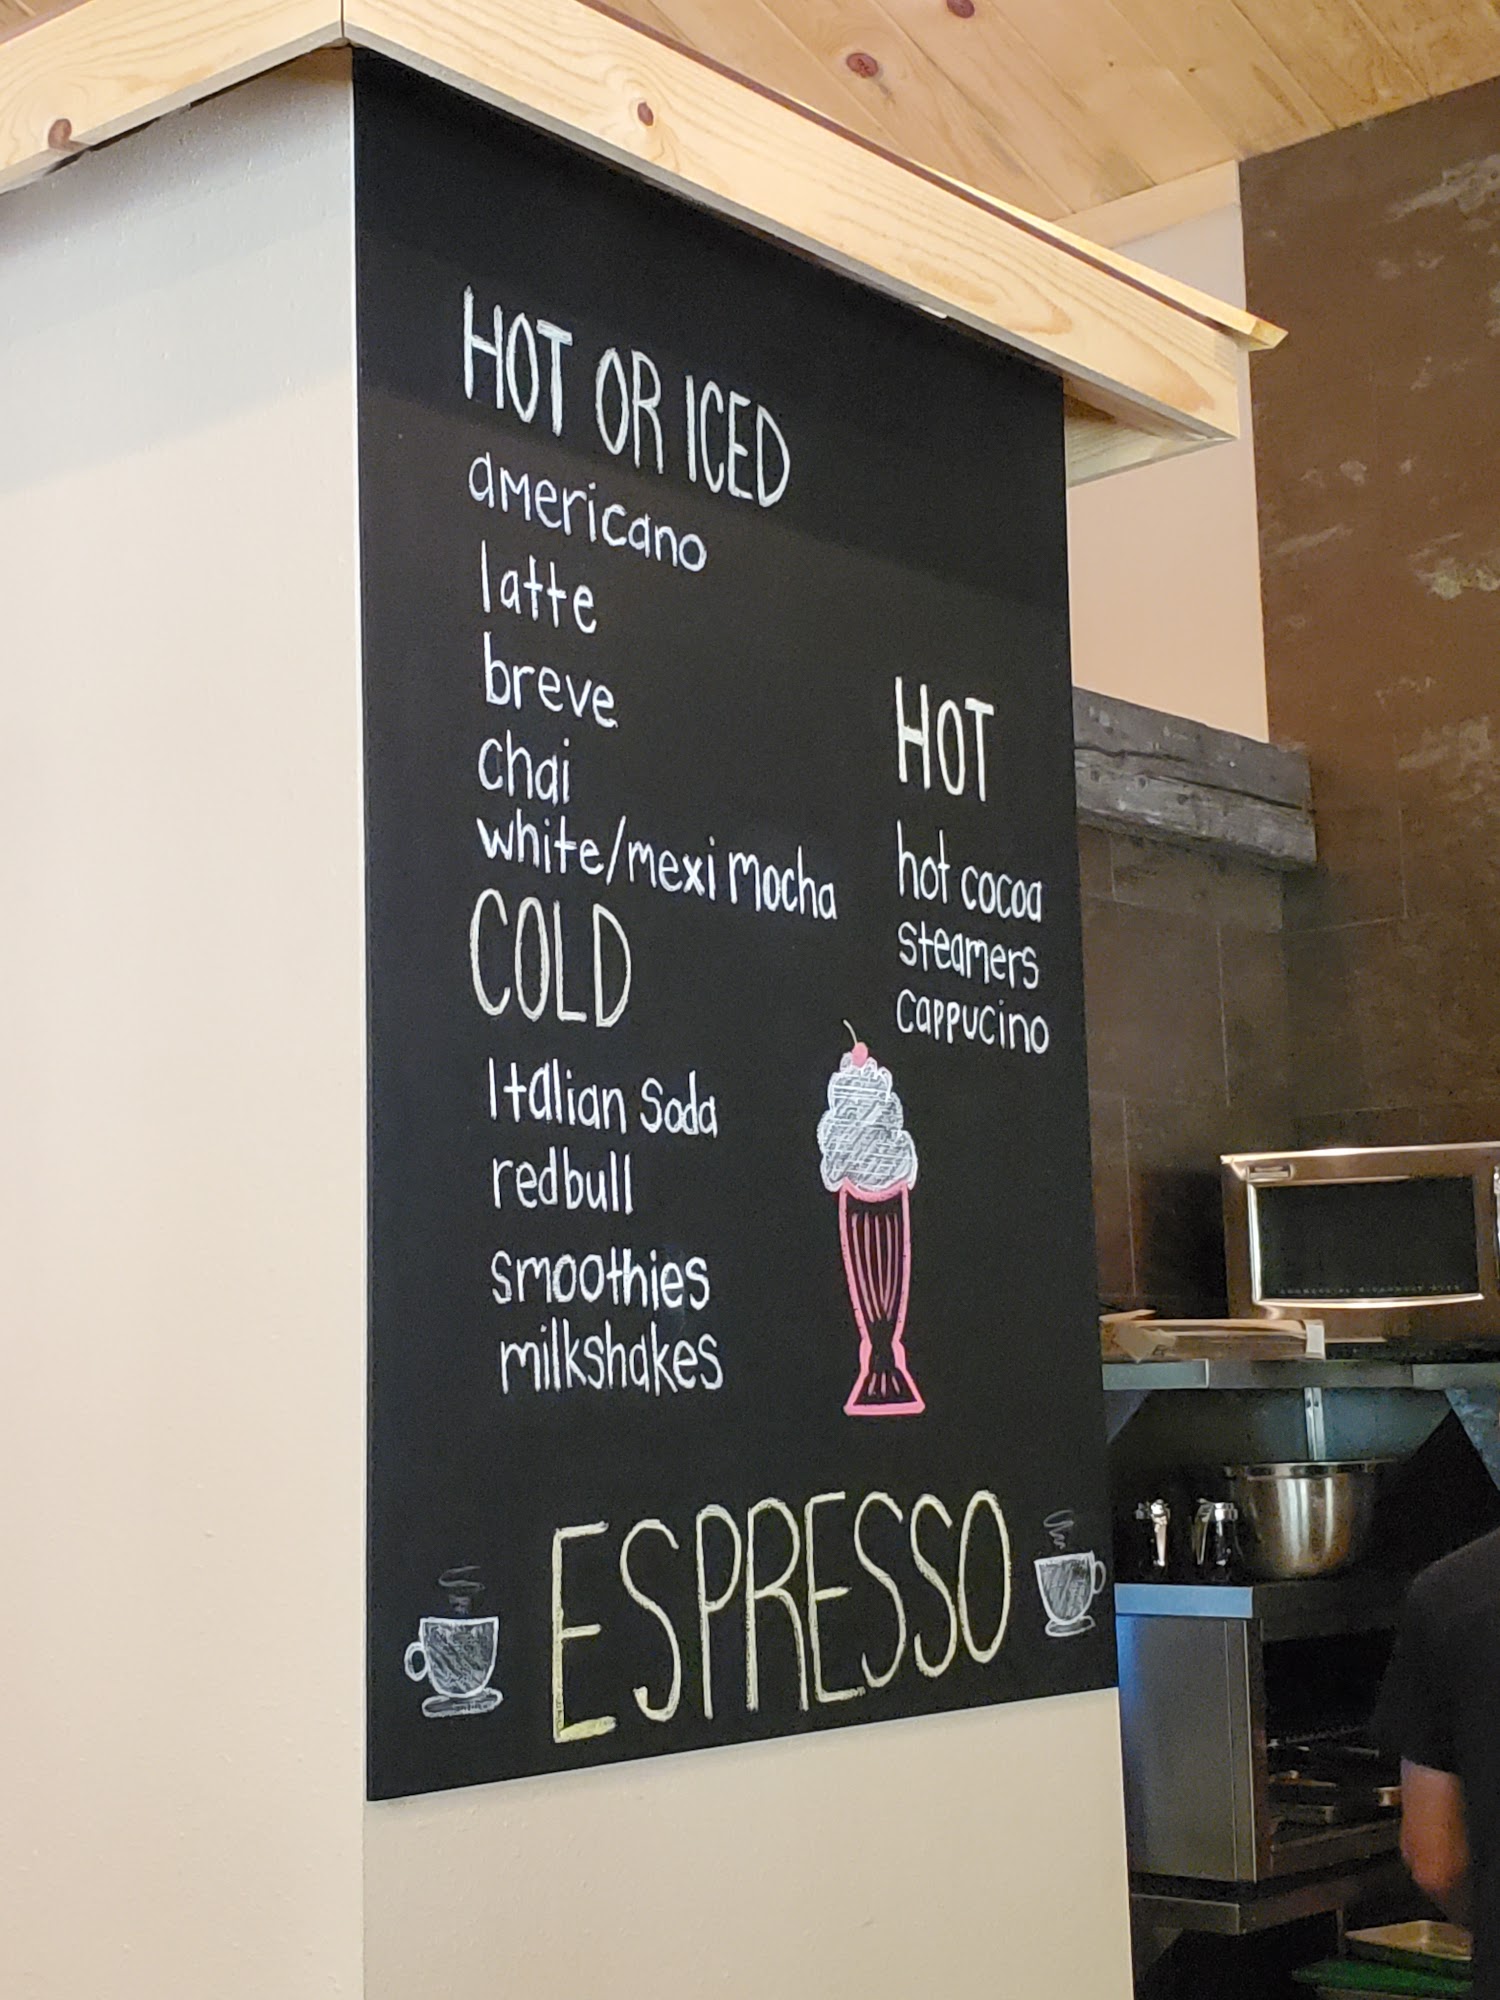 HOT OR ICED
americano
latte
breve
chai
white/mexi mocha
HOT
hot cocoa
steamers
cappucino
COLD
Italian Soda
redbull
smoothies
milkshakes
ESPRESSO